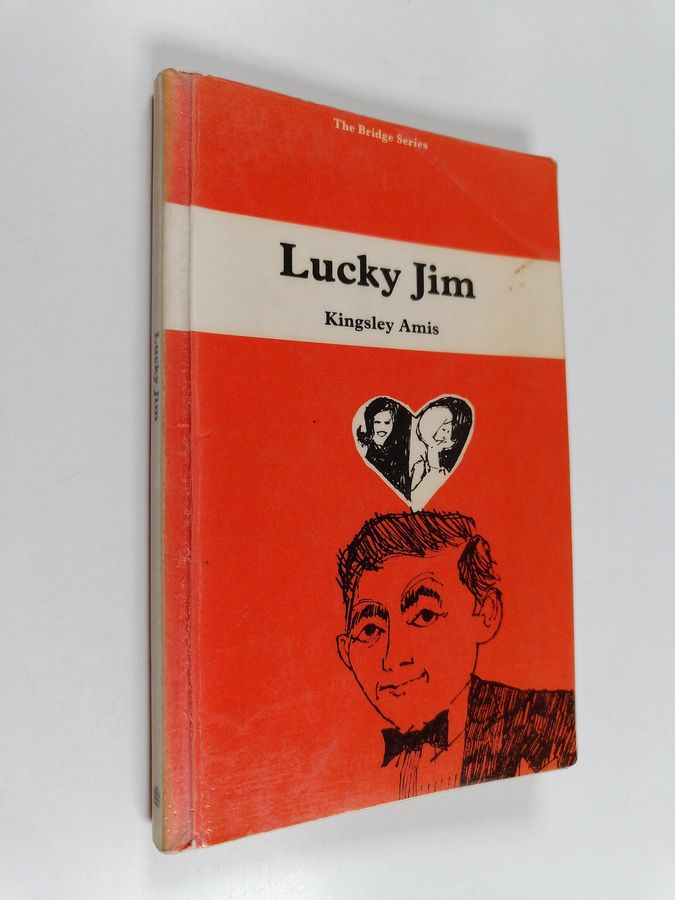 The Bridge Series
Lucky Jim
Kingsley Amis
Lucky Jim